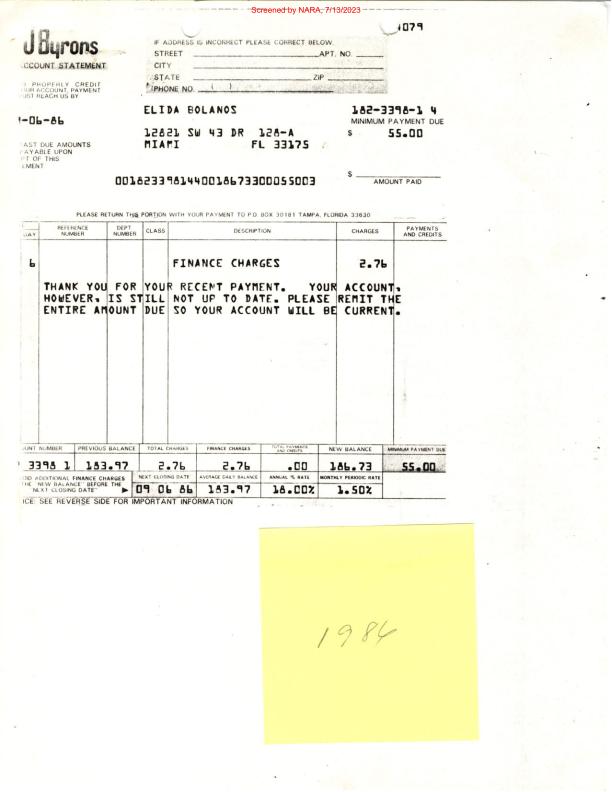 Screened by NARA, 7/13/2023
1079
JByrons
CCOUNT STATEMENT
IF ADDRESS IS INCORRECT PLEASE CORRECT BELOW.
STREET APT. NO.
CITY
STATE ZIP
PHONE NO. ( )
PROPERLY CREDIT
UR ACCOUNT, PAYMENT
UST REACH US BY
1-06-86
AST DUE AMOUNTS
AYABLE UPON
PT OF THIS
EMENT
ELIDA BOLANOS
12821 SW 43 DR 128-A
MIAMI FL 33175
182-3398-1 4
MINIMUM PAYMENT DUE
$ 55.00
$
AMOUNT PAID
0018233981440018673300055003
PLEASE RETURN THIS PORTION WITH YOUR PAYMENT TO P.O. BOX 30181 TAMPA, FLORIDA 33630
DAY REFERENCE NUMBER DEPT NUMBER CLASS DESCRIPTION CHARGES PAYMENTS AND CREDITS
6 FINANCE CHARGES 2.76
THANK YOU FOR YOUR RECENT PAYMENT. YOUR ACCOUNT,
HOWEVER, IS STILL NOT UP TO DATE. PLEASE REMIT THE
ENTIRE AMOUNT DUE SO YOUR ACCOUNT WILL BE CURRENT.
UNT NUMBER PREVIOUS BALANCE TOTAL CHARGES FINANCE CHARGES TOTAL PAYMENTS AND CREDITS NEW BALANCE MINIMUM PAYMENT DUE
3398 1 183.97 2.76 2.76 .00 186.73 55.00
OID ADDITIONAL FINANCE CHARGES
THE "NEW BALANCE" BEFORE THE
NEXT CLOSING DATE"
NEXT CLOSING DATE AVERAGE DAILY BALANCE ANNUAL % RATE MONTHLY PERIODIC RATE
09 06 86 183.97 18.00% 1.50%
ICE: SEE REVERSE SIDE FOR IMPORTANT INFORMATION
1986